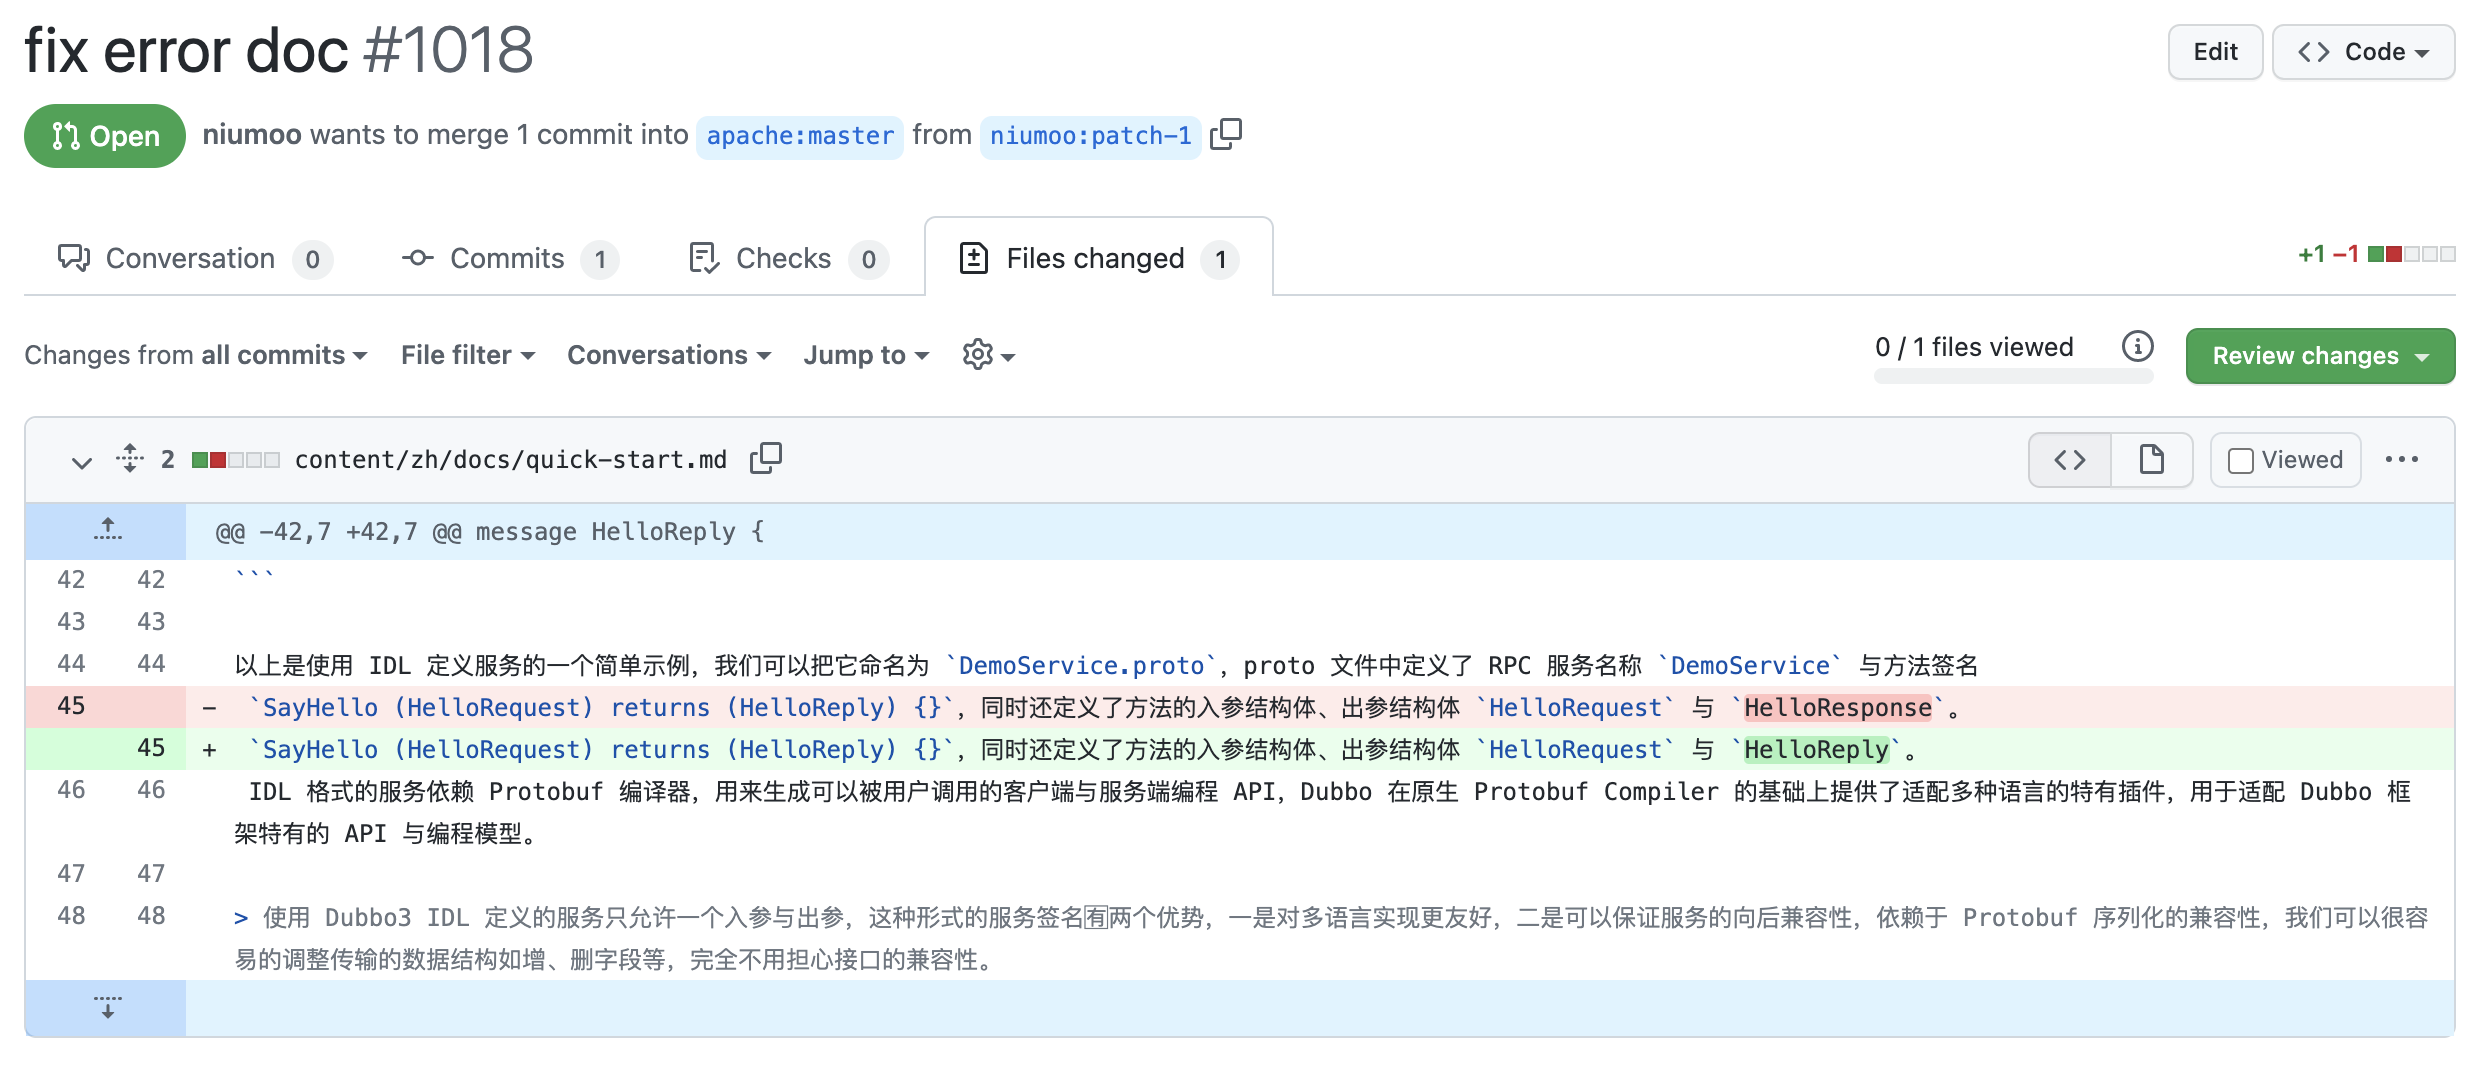 fix error doc #1018
Edit
Code
Open
niumoo wants to merge 1 commit into apache:master from niumoo:patch-1
Conversation 0
Commits 1
Checks 0
Files changed 1
+1 −1
Changes from all commits
File filter
Conversations
Jump to
0 / 1 files viewed
Review changes
2 content/zh/docs/quick-start.md
Viewed
@@ -42,7 +42,7 @@ message HelloReply {
42 42 ```
43 43
44 44 以上是使用 IDL 定义服务的一个简单示例，我们可以把它命名为 `DemoService.proto`，proto 文件中定义了 RPC 服务名称 `DemoService` 与方法签名
45 - `SayHello (HelloRequest) returns (HelloReply) {}`，同时还定义了方法的入参结构体、出参结构体 `HelloRequest` 与 `HelloResponse`。
45 + `SayHello (HelloRequest) returns (HelloReply) {}`，同时还定义了方法的入参结构体、出参结构体 `HelloRequest` 与 `HelloReply`。
46 46 IDL 格式的服务依赖 Protobuf 编译器，用来生成可以被用户调用的客户端与服务端编程 API，Dubbo 在原生 Protobuf Compiler 的基础上提供了适配多种语言的特有插件，用于适配 Dubbo 框
架特有的 API 与编程模型。
47 47
48 48 > 使用 Dubbo3 IDL 定义的服务只允许一个入参与出参，这种形式的服务签名有两个优势，一是对多语言实现更友好，二是可以保证服务的向后兼容性，依赖于 Protobuf 序列化的兼容性，我们可以很容
易的调整传输的数据结构如增、删字段等，完全不用担心接口的兼容性。